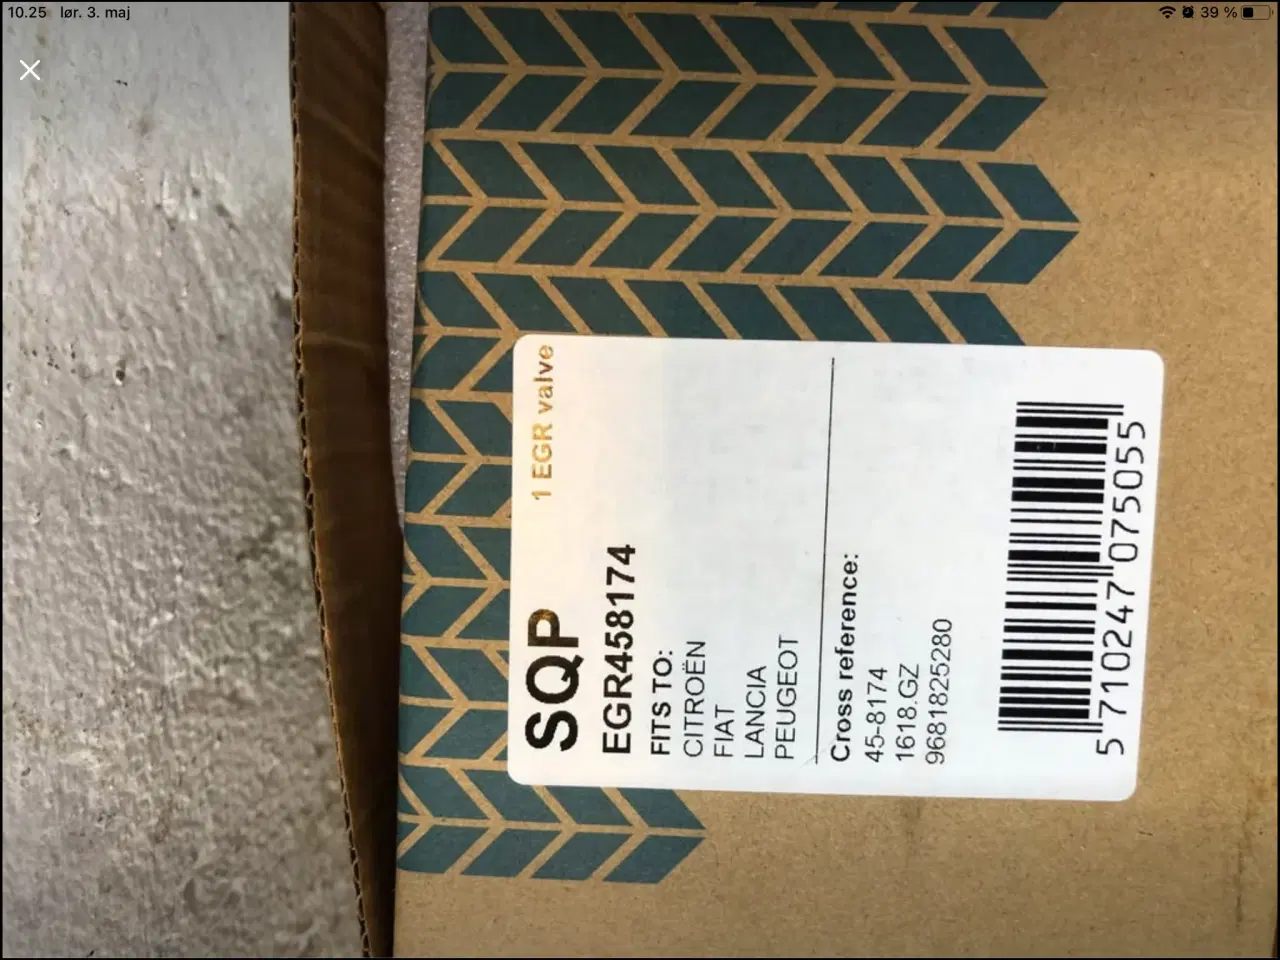 10.25 lør. 3. maj
39 %
SQP
1 EGR valve
EGR458174
FITS TO:
CITROËN
FIAT
LANCIA
PEUGEOT
Cross reference:
45-8174
1618.GZ
9681825280
5 710247 075055